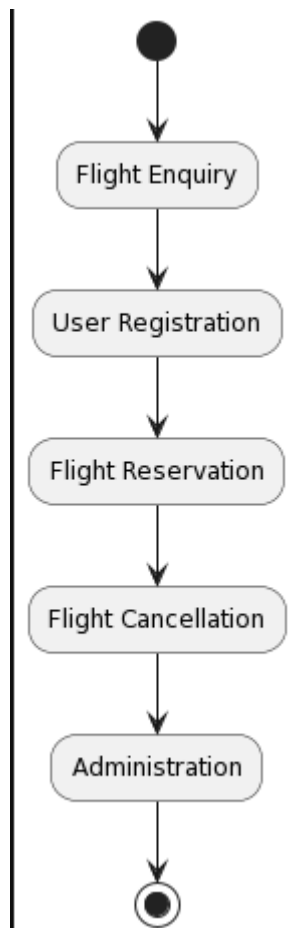 Flight Enquiry
User Registration
Flight Reservation
Flight Cancellation
Administration